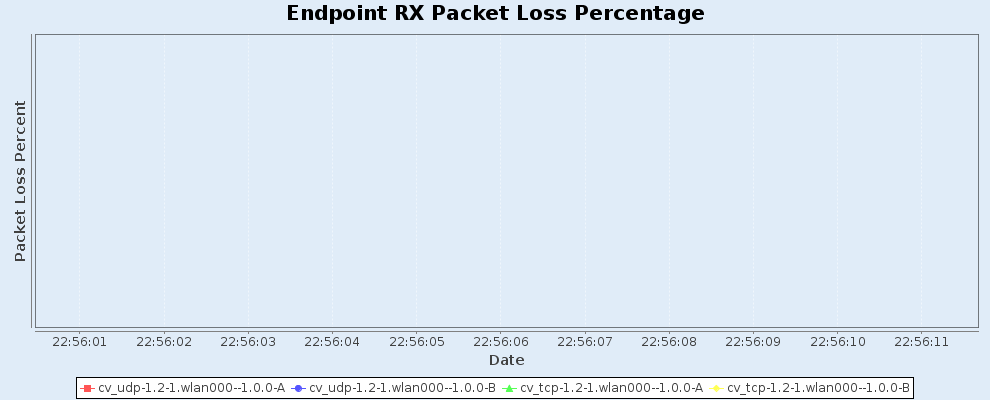 Endpoint RX Packet Loss Percentage
Packet Loss Percent
22:56:01 22:56:02 22:56:03 22:56:04 22:56:05 22:56:06 22:56:07 22:56:08 22:56:09 22:56:10 22:56:11
Date
cv_udp-1.2-1.wlan000--1.0.0-A cv_udp-1.2-1.wlan000--1.0.0-B cv_tcp-1.2-1.wlan000--1.0.0-A cv_tcp-1.2-1.wlan000--1.0.0-B